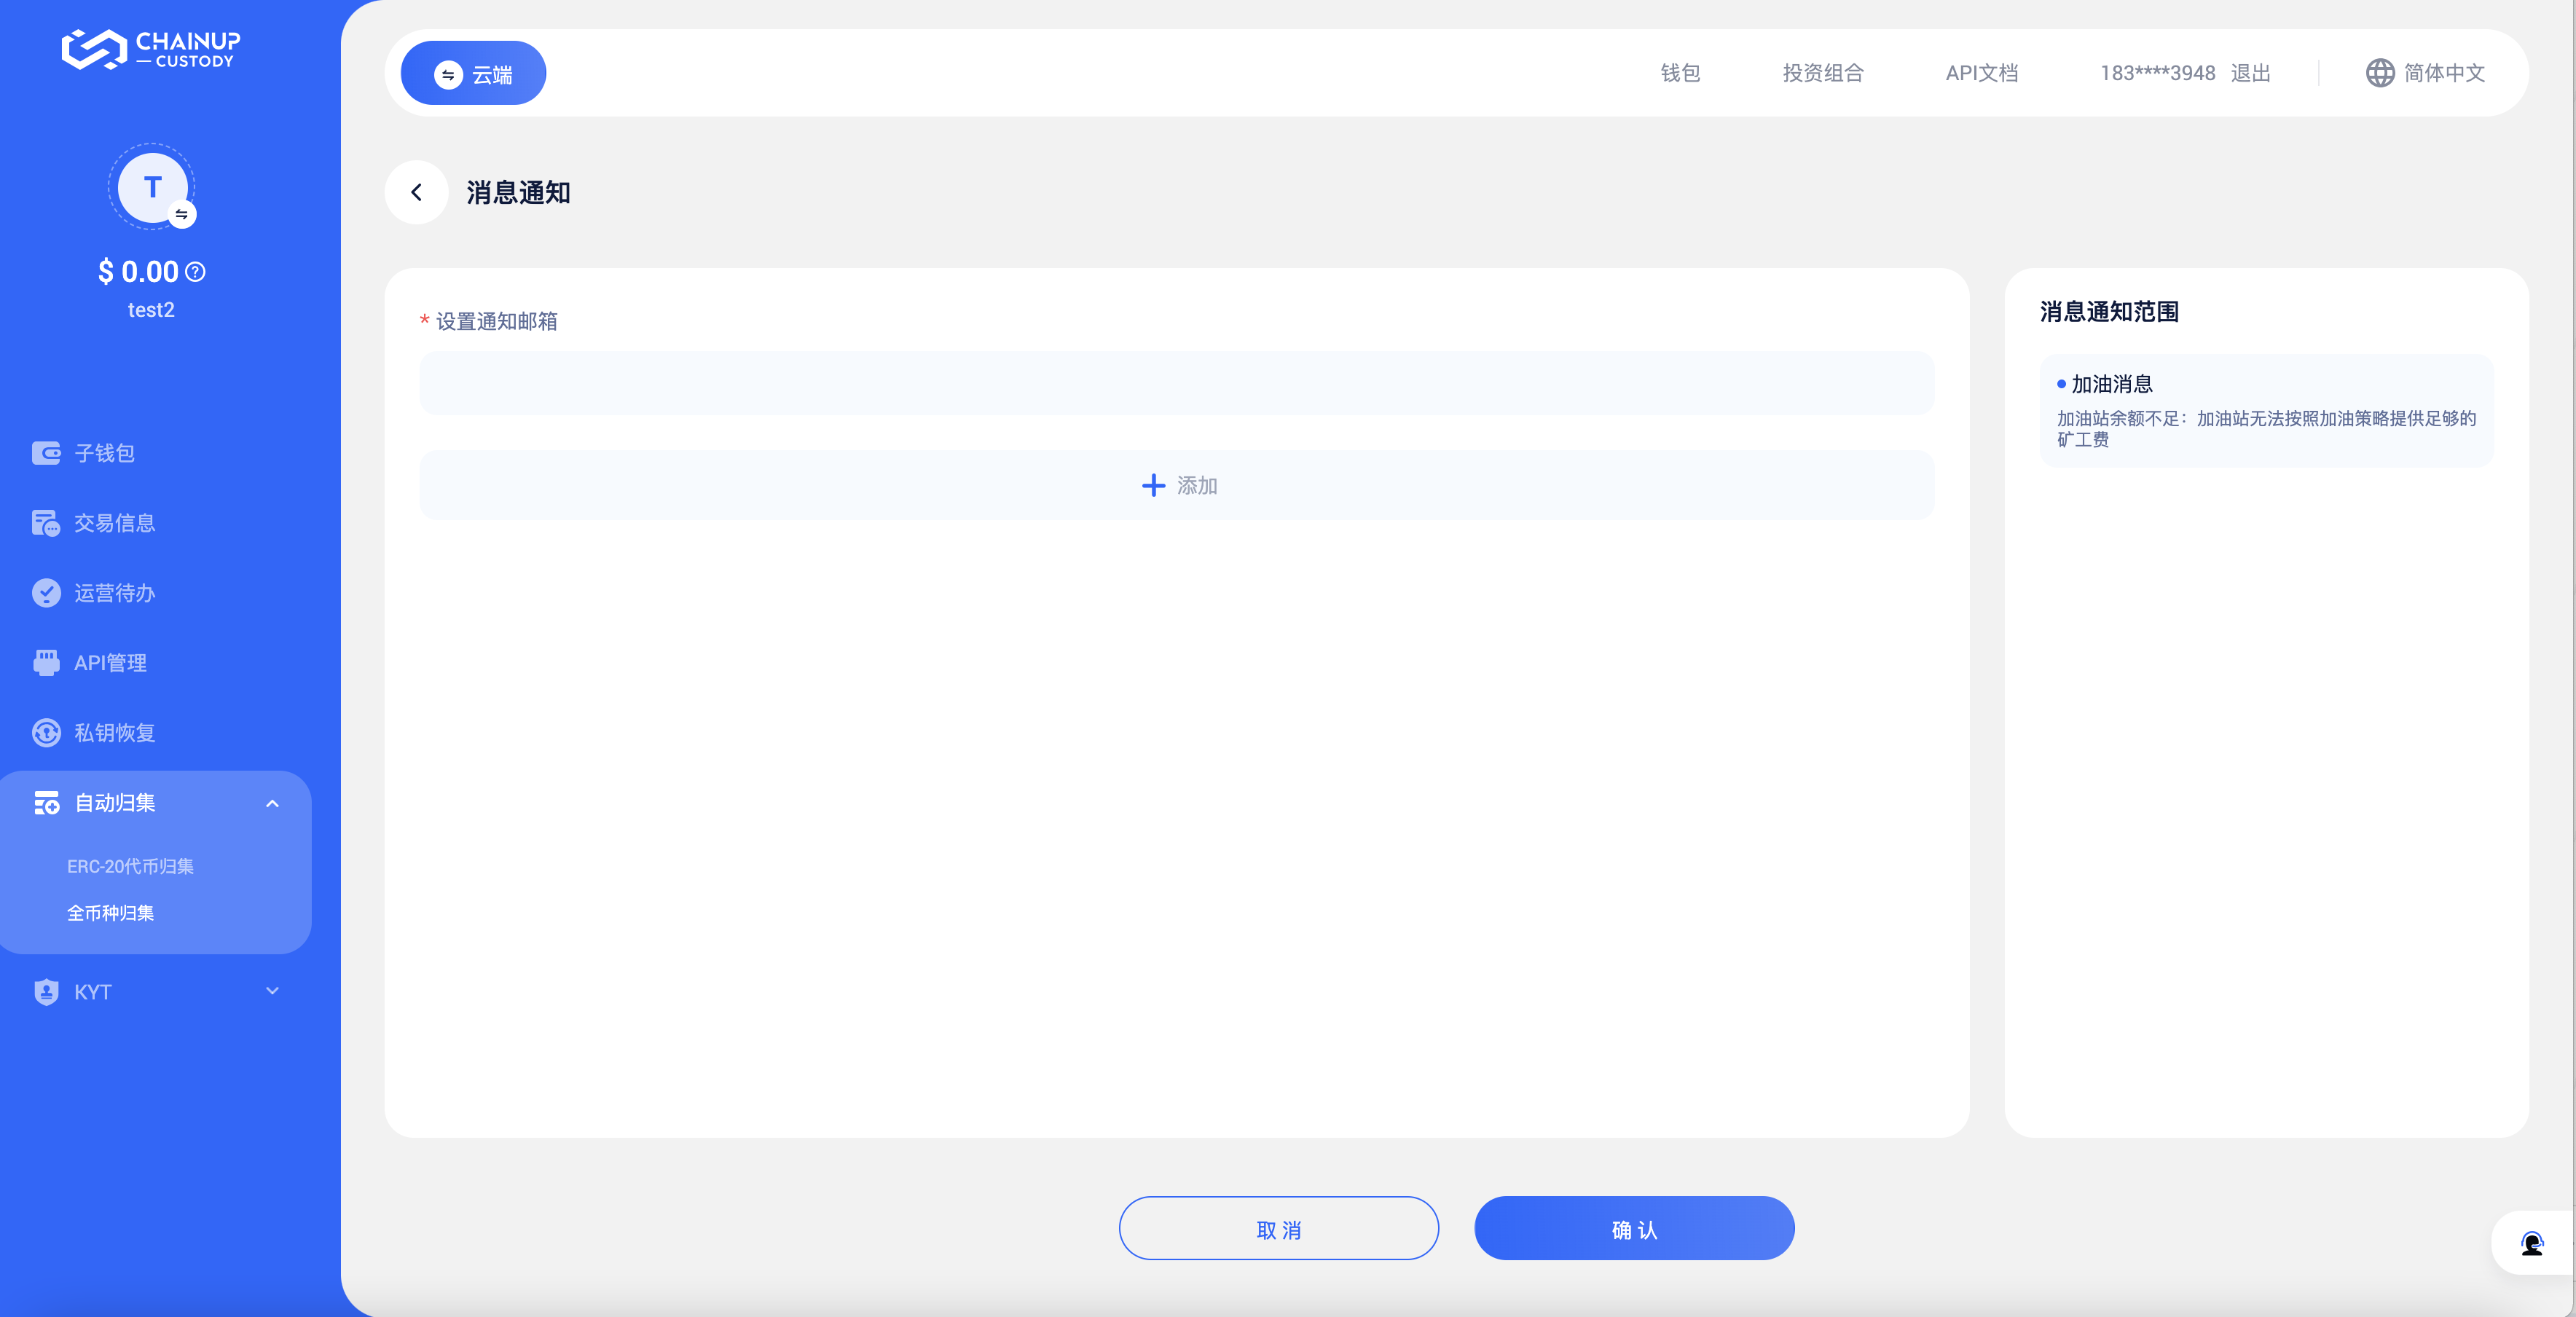 CHAINUP
CUSTODY
云端
钱包
投资组合
API文档
183****3948 退出
简体中文
T
$ 0.00
test2
子钱包
交易信息
运营待办
API管理
私钥恢复
自动归集
ERC-20代币归集
全币种归集
KYT
消息通知
* 设置通知邮箱
添加
消息通知范围
加油消息
加油站余额不足：加油站无法按照加油策略提供足够的
矿工费
取 消
确 认